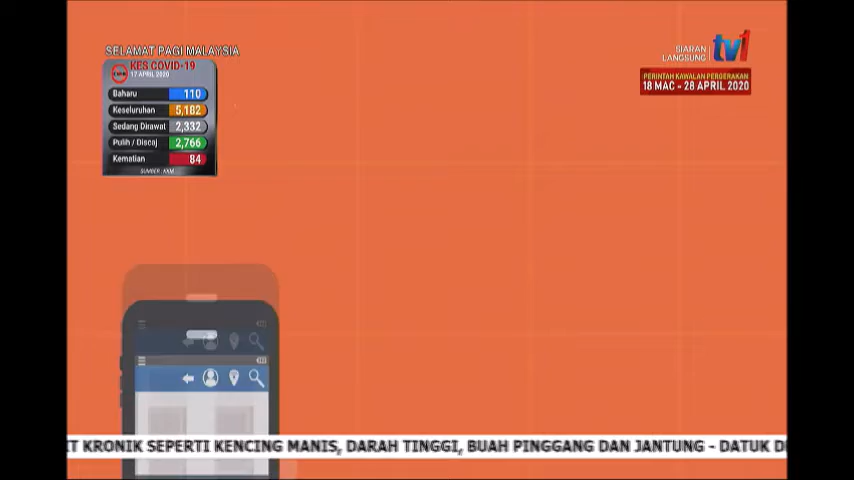 SELAMAT PAGI MALAYSIA
KES COVID-19
17 APRIL 2020
Baharu 110
Keseluruhan 5,182
Sedang Dirawat 2,332
Pulih / Discaj 2,766
Kematian 84
SUMBER : KKM
SIARAN
LANGSUNG
tv1
PERINTAH KAWALAN PERGERAKAN
18 MAC - 28 APRIL 2020
IT KRONIK SEPERTI KENCING MANIS, DARAH TINGGI, BUAH PINGGANG DAN JANTUNG - DATUK D